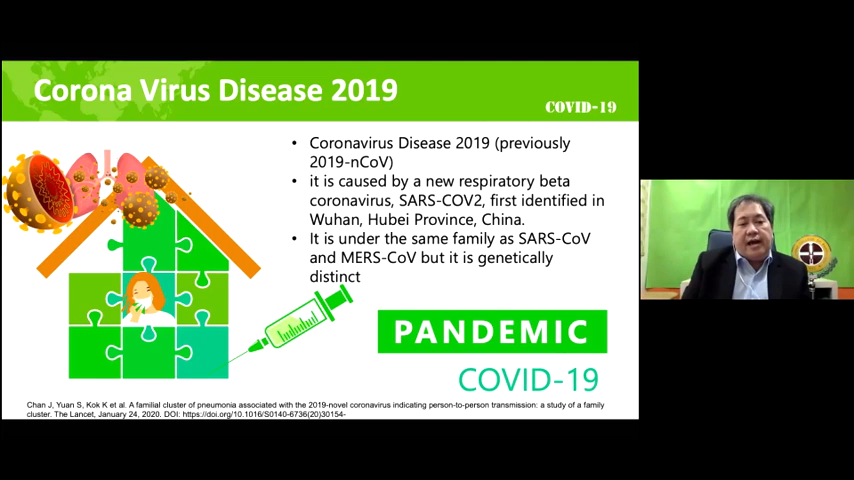 Corona Virus Disease 2019
COVID-19
• Coronavirus Disease 2019 (previously
2019-nCoV)
• it is caused by a new respiratory beta
coronavirus, SARS-COV2, first identified in
Wuhan, Hubei Province, China.
• It is under the same family as SARS-CoV
and MERS-CoV but it is genetically
distinct
PANDEMIC
COVID-19
Chan J, Yuan S, Kok K et al. A familial cluster of pneumonia associated with the 2019-novel coronavirus indicating person-to-person transmission: a study of a family
cluster. The Lancet, January 24, 2020. DOI: https://doi.org/10.1016/S0140-6736(20)30154-